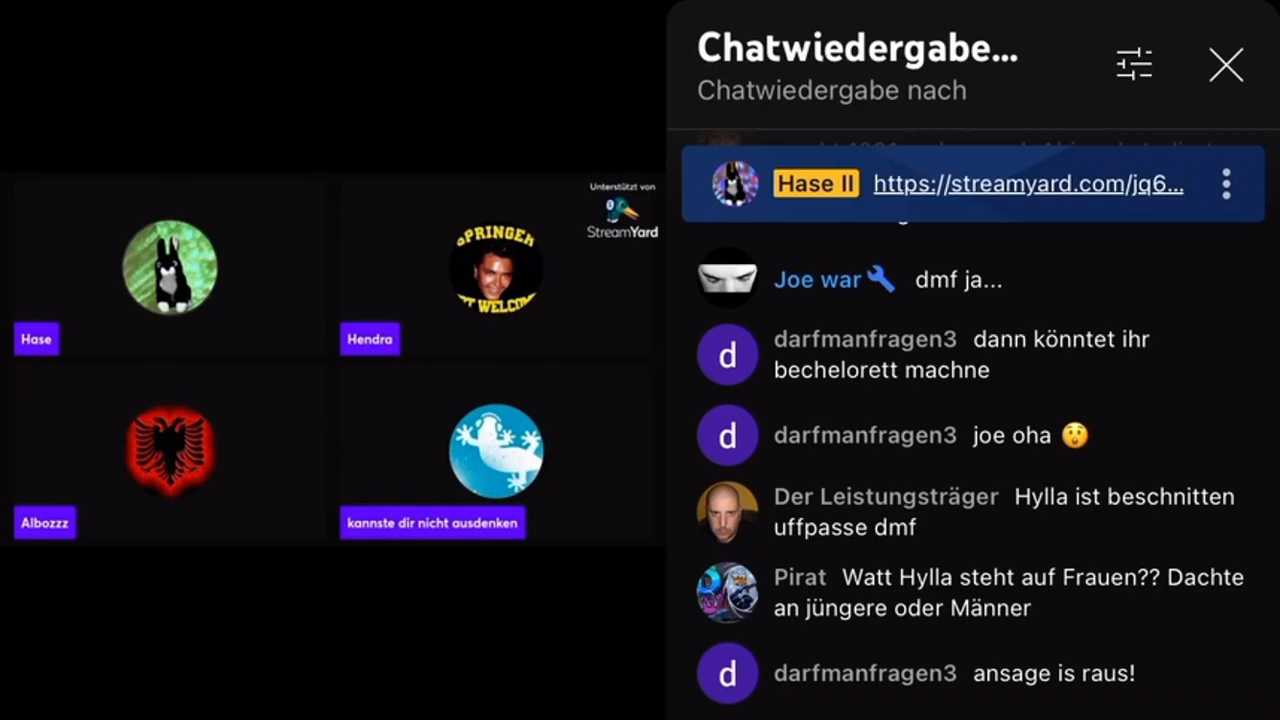 Unterstützt von
StreamYard
Hase
SPRINGER
Hendra
Albozzz
kannste dir nicht ausdenken
Chatwiedergabe...
Chatwiedergabe nach
Hase II https://streamyard.com/jq6...
Joe war dmf ja...
darfmanfragen3 dann könntet ihr
bechelorett machne
d
darfmanfragen3 joe oha 😲
d
Der Leistungsträger Hylla ist beschnitten
uffpasse dmf
Pirat Watt Hylla steht auf Frauen?? Dachte
an jüngere oder Männer
darfmanfragen3 ansage is raus!
d